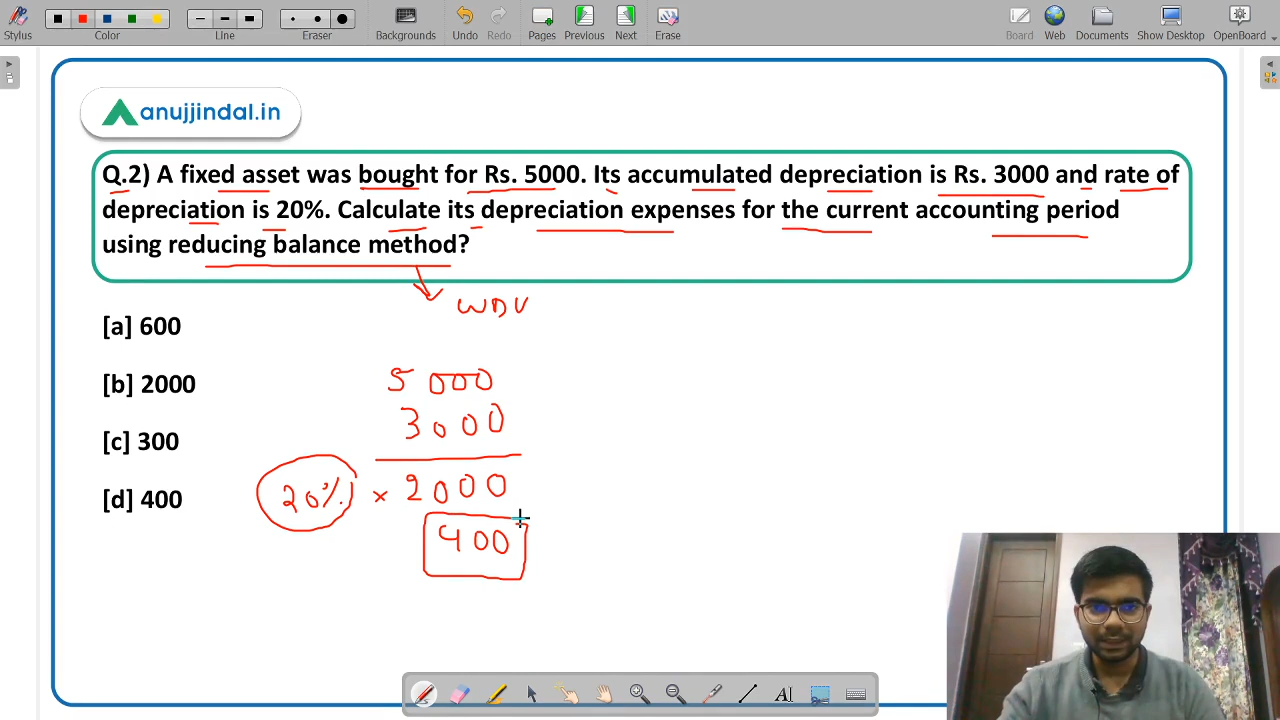 Stylus
Color
Line
Eraser
Backgrounds
Undo
Redo
Pages
Previous
Next
Erase
Board
Web
Documents
Show Desktop
OpenBoard
anujjindal.in
Q.2) A fixed asset was bought for Rs. 5000. Its accumulated depreciation is Rs. 3000 and rate of
depreciation is 20%. Calculate its depreciation expenses for the current accounting period
using reducing balance method?
WDV
[a] 600
[b] 2000
[c] 300
[d] 400
5000
3000
20% × 2000
400
AI